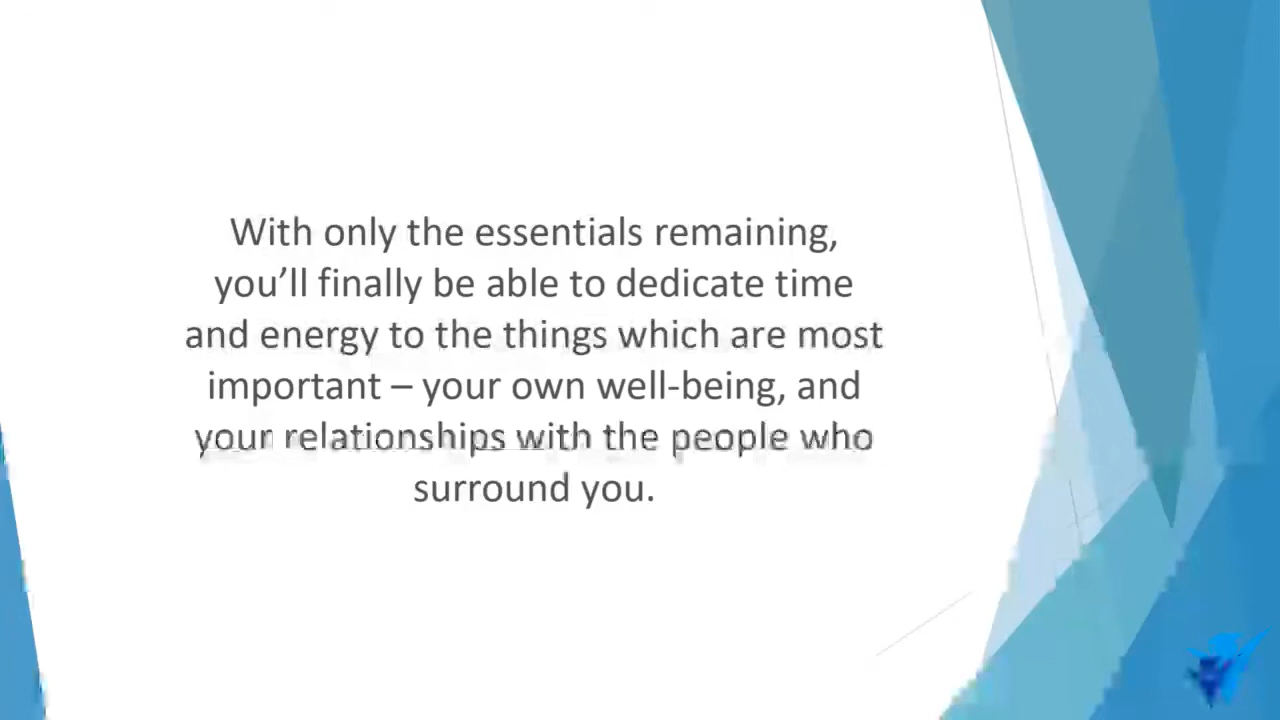 With only the essentials remaining,
you’ll finally be able to dedicate time
and energy to the things which are most
important – your own well-being, and
your relationships with the people who
surround you.